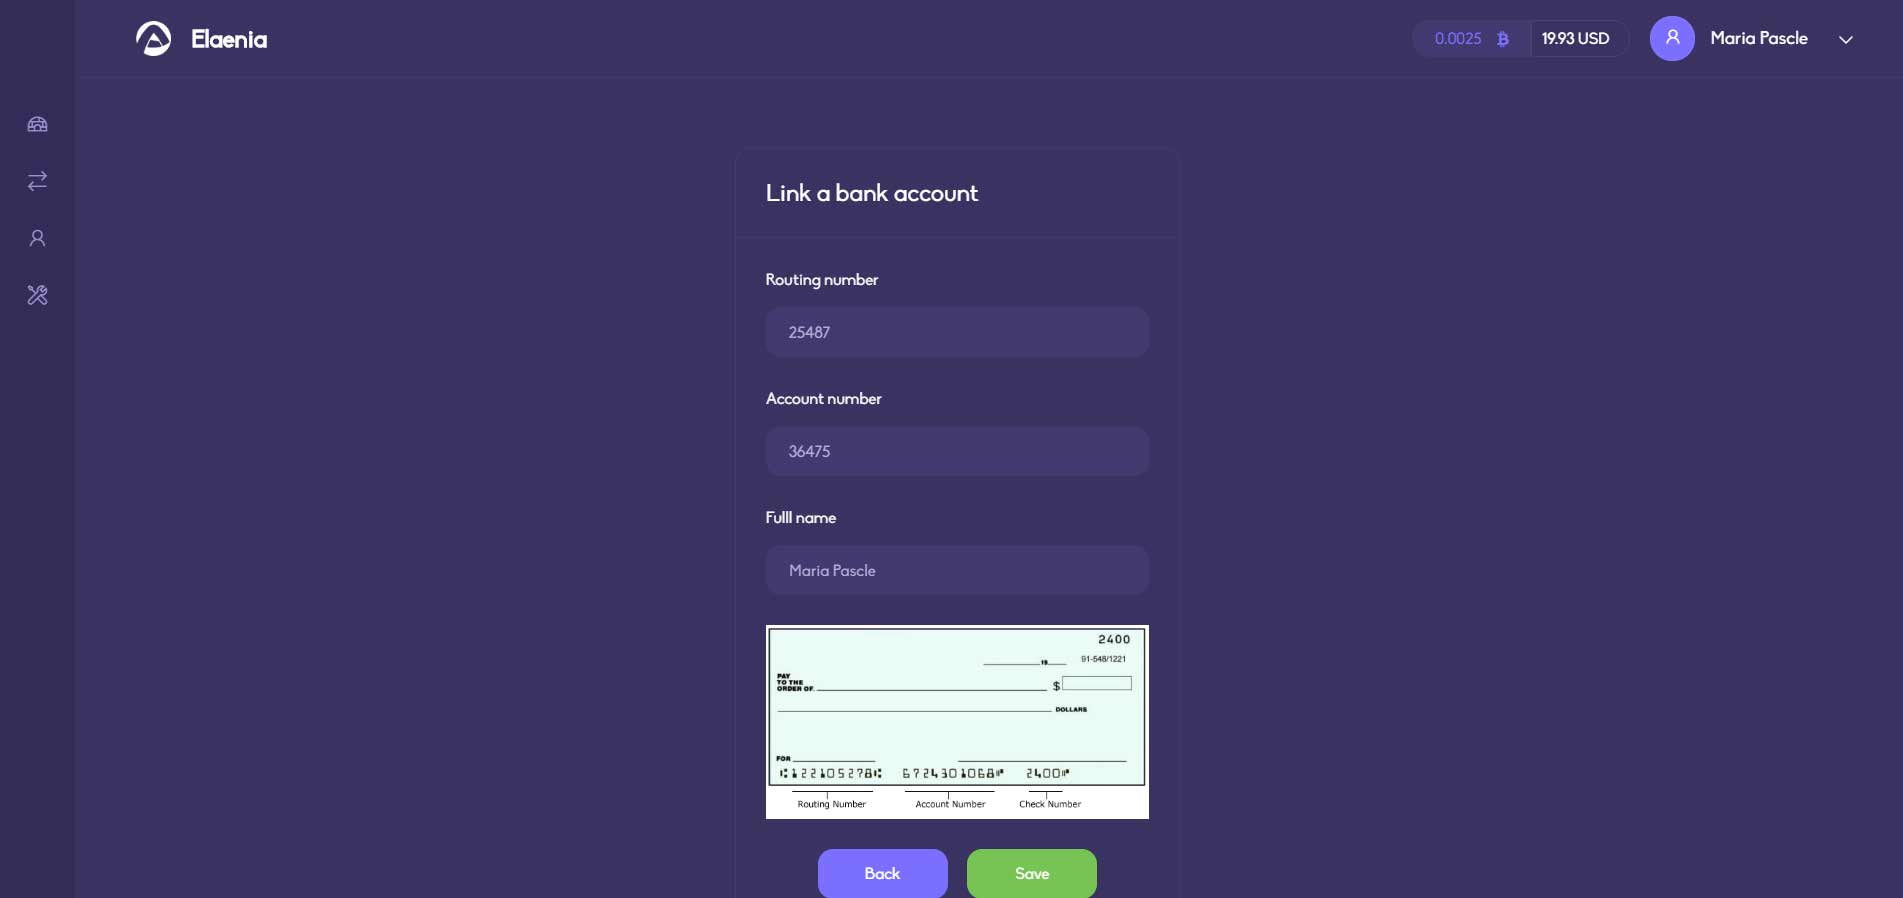 Elaenia
0.0025
19.93 USD
Maria Pascle
Link a bank account
Routing number
25487
Account number
36475
Fulll name
Maria Pascle
2400
19
91-548/1221
PAY
TO THE
ORDER OF
$
DOLLARS
FOR
122105278 6724301068 2400
Routing Number Account Number Check Number
Back Save